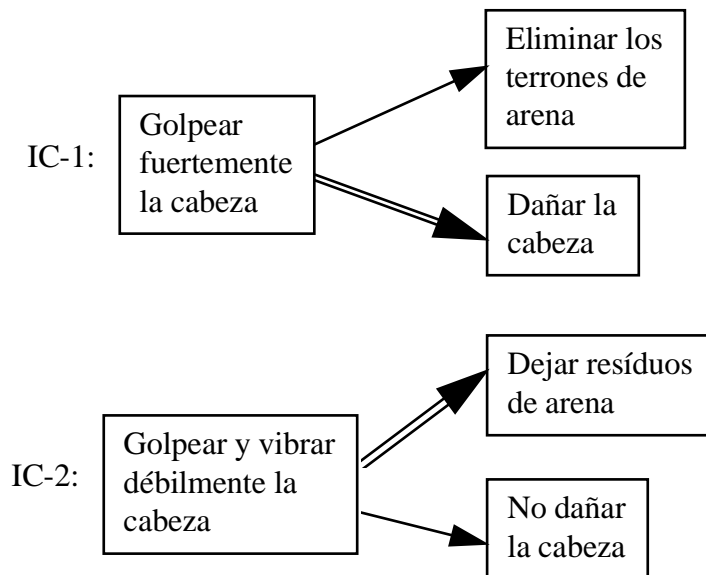 Eliminar los
terrones de
arena
IC-1:
Golpear
fuertemente
la cabeza
Dañar la
cabeza
Dejar resíduos
de arena
IC-2:
Golpear y vibrar
débilmente la
cabeza
No dañar
la cabeza